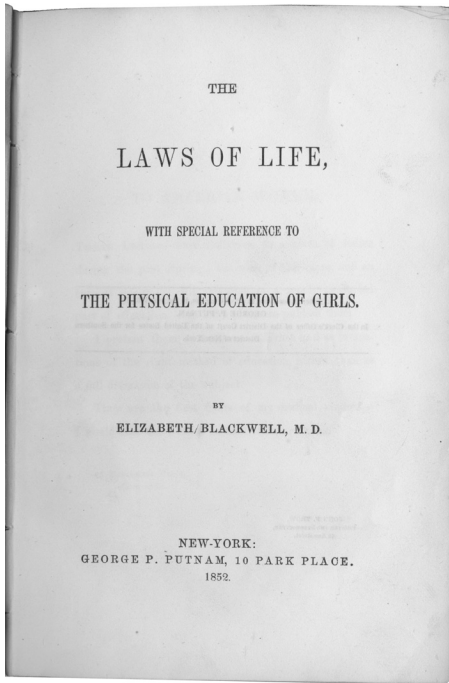 THE
LAWS OF LIFE,
WITH SPECIAL REFERENCE TO
THE PHYSICAL EDUCATION OF GIRLS.
BY
ELIZABETH BLACKWELL, M. D.
NEW-YORK:
GEORGE P. PUTNAM, 10 PARK PLACE.
1852.